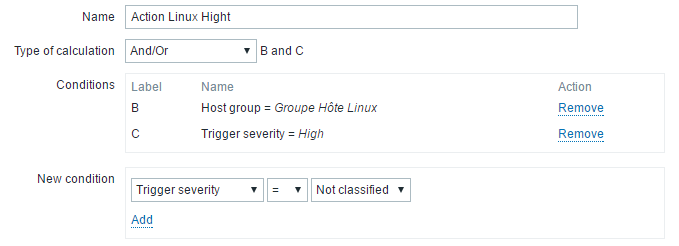 Name Action Linux Hight
Type of calculation And/Or B and C
Conditions Label Name Action
B Host group = Groupe Hôte Linux Remove
C Trigger severity = High Remove
New condition Trigger severity = Not classified
Add